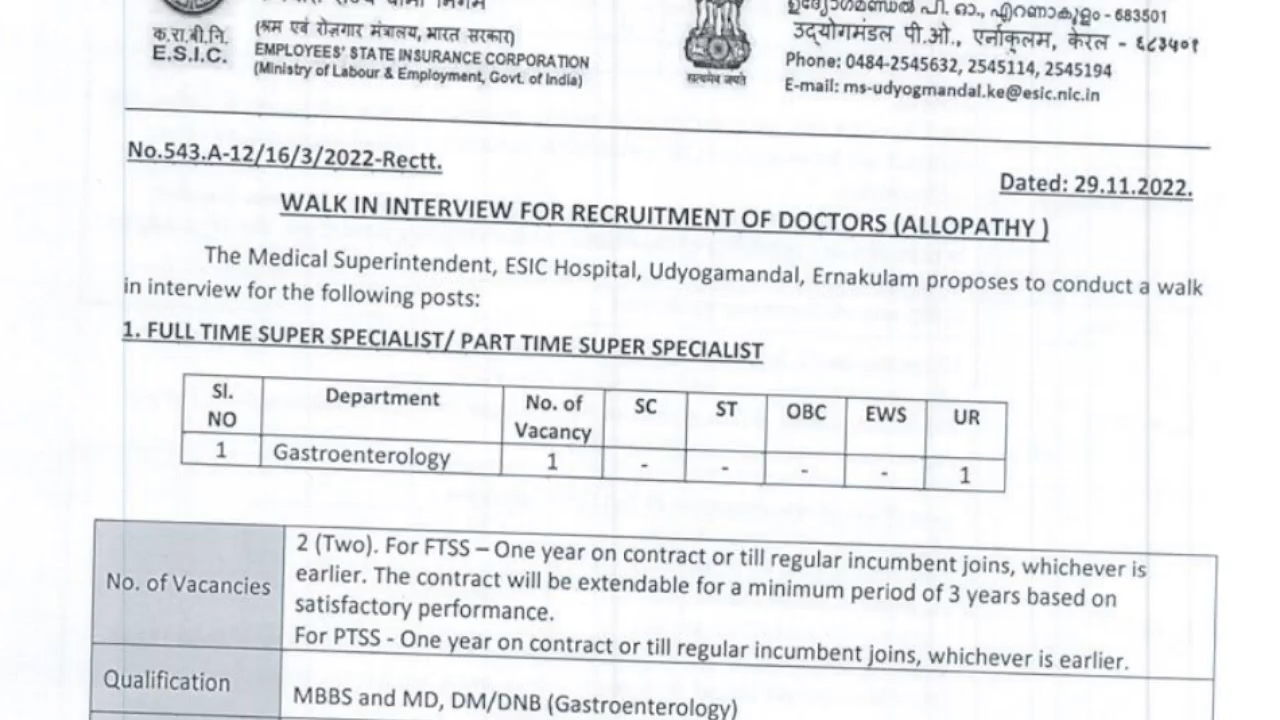 क.रा.बी.नि.
E.S.I.C.
(श्रम एवं रोज़गार मंत्रालय, भारत सरकार)
EMPLOYEES' STATE INSURANCE CORPORATION
(Ministry of Labour & Employment, Govt. of India)
सत्यमेव जयते
ഉദ്യോഗമണ്ഡൽ പി. ഓ., എറണാകുളം - 683501
उद्योगमंडल पी.ओ., एर्नाकुलम, केरल - ६८३५०१
Phone: 0484-2545632, 2545114, 2545194
E-mail: ms-udyogmandal.ke@esic.nic.in
No.543.A-12/16/3/2022-Rectt.
Dated: 29.11.2022.
WALK IN INTERVIEW FOR RECRUITMENT OF DOCTORS (ALLOPATHY )
The Medical Superintendent, ESIC Hospital, Udyogamandal, Ernakulam proposes to conduct a walk
in interview for the following posts:
1. FULL TIME SUPER SPECIALIST/ PART TIME SUPER SPECIALIST
Sl. NO Department No. of Vacancy SC ST OBC EWS UR
1 Gastroenterology 1 - - - - 1
No. of Vacancies
2 (Two). For FTSS – One year on contract or till regular incumbent joins, whichever is
earlier. The contract will be extendable for a minimum period of 3 years based on
satisfactory performance.
For PTSS - One year on contract or till regular incumbent joins, whichever is earlier.
Qualification
MBBS and MD, DM/DNB (Gastroenterology)